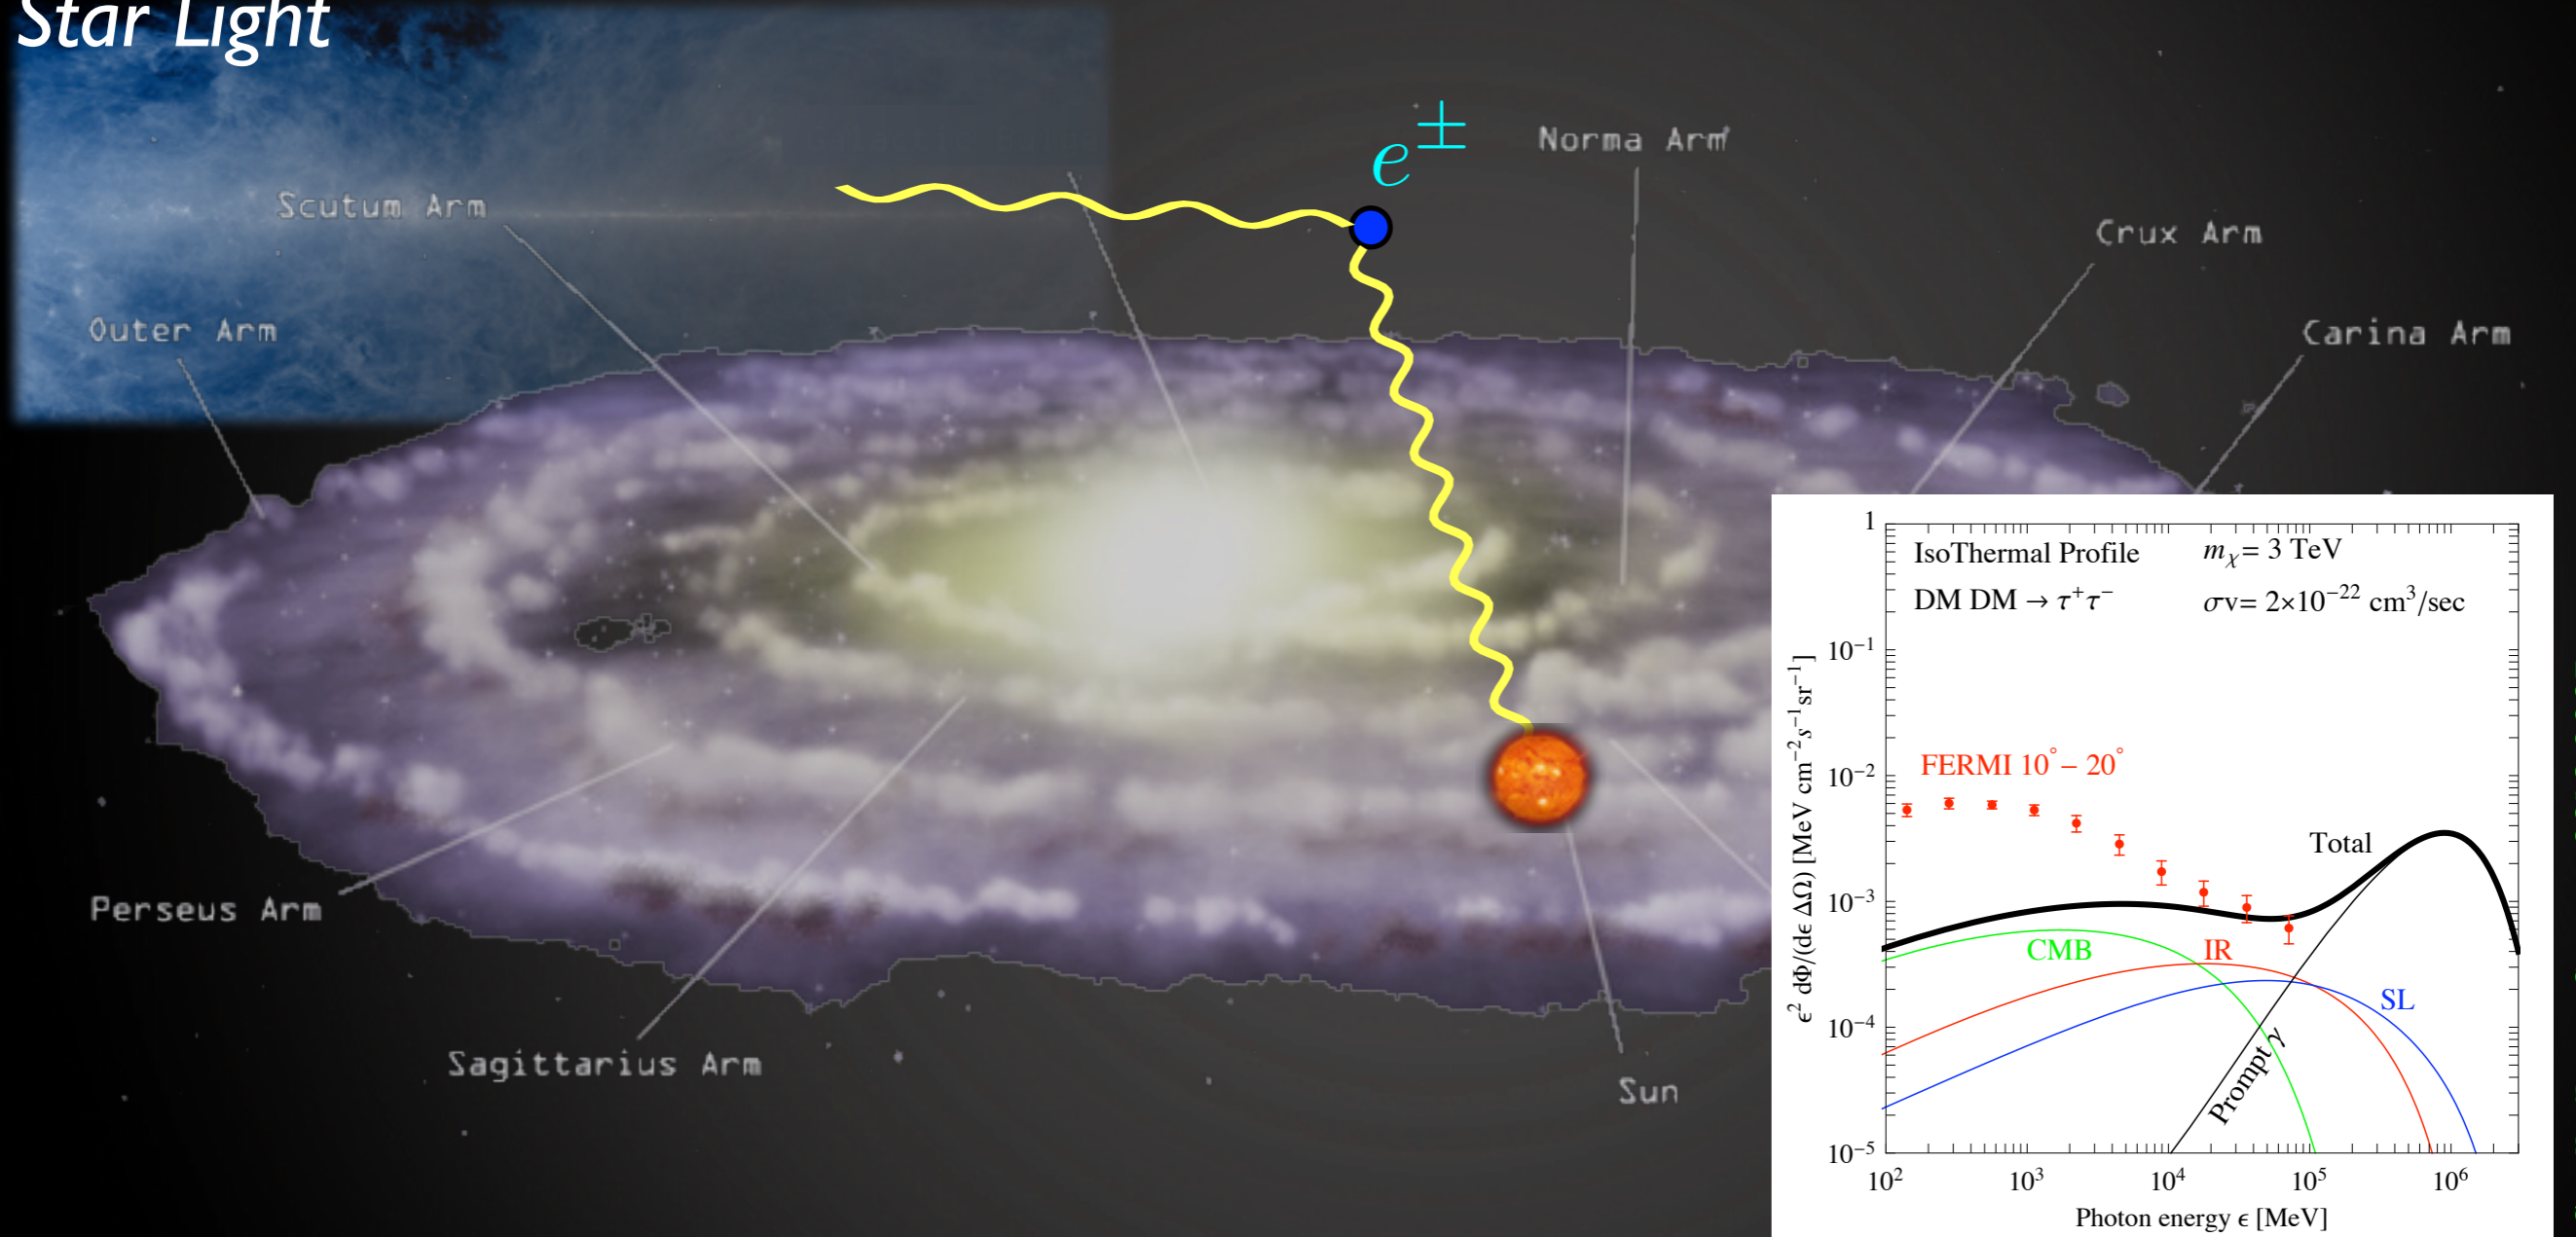 Star Light
e±
Norma Arm
Scutum Arm
Crux Arm
Outer Arm
Carina Arm
Perseus Arm
Sagittarius Arm
Sun
IsoThermal Profile
mχ= 3 TeV
DM DM → τ+τ−
σv= 2×10−22 cm3/sec
FERMI 10° – 20°
Total
CMB
IR
SL
Prompt γ
ϵ2 dΦ/(dϵ ΔΩ) [MeV cm−2s−1sr−1]
1
10−1
10−2
10−3
10−4
10−5
102 103 104 105 106
Photon energy ϵ [MeV]